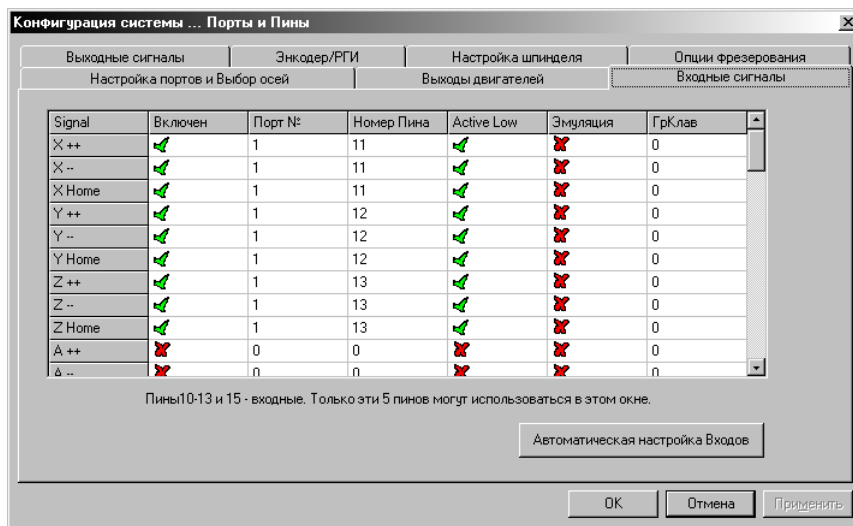 Конфигурация системы ... Порты и Пины
Выходные сигналы Энкодер/РГИ Настройка шпинделя Опции фрезерования
Настройка портов и Выбор осей Выходы двигателей Входные сигналы
Signal Включен Порт № Номер Пина Active Low Эмуляция ГрКлав
X ++ 1 11 0
X -- 1 11 0
X Home 1 11 0
Y ++ 1 12 0
Y -- 1 12 0
Y Home 1 12 0
Z ++ 1 13 0
Z -- 1 13 0
Z Home 1 13 0
A ++ 0 0 0
A -- 0 0 0
Пины10-13 и 15 - входные. Только эти 5 пинов могут использоваться в этом окне.
Автоматическая настройка Входов
OK Отмена Применить